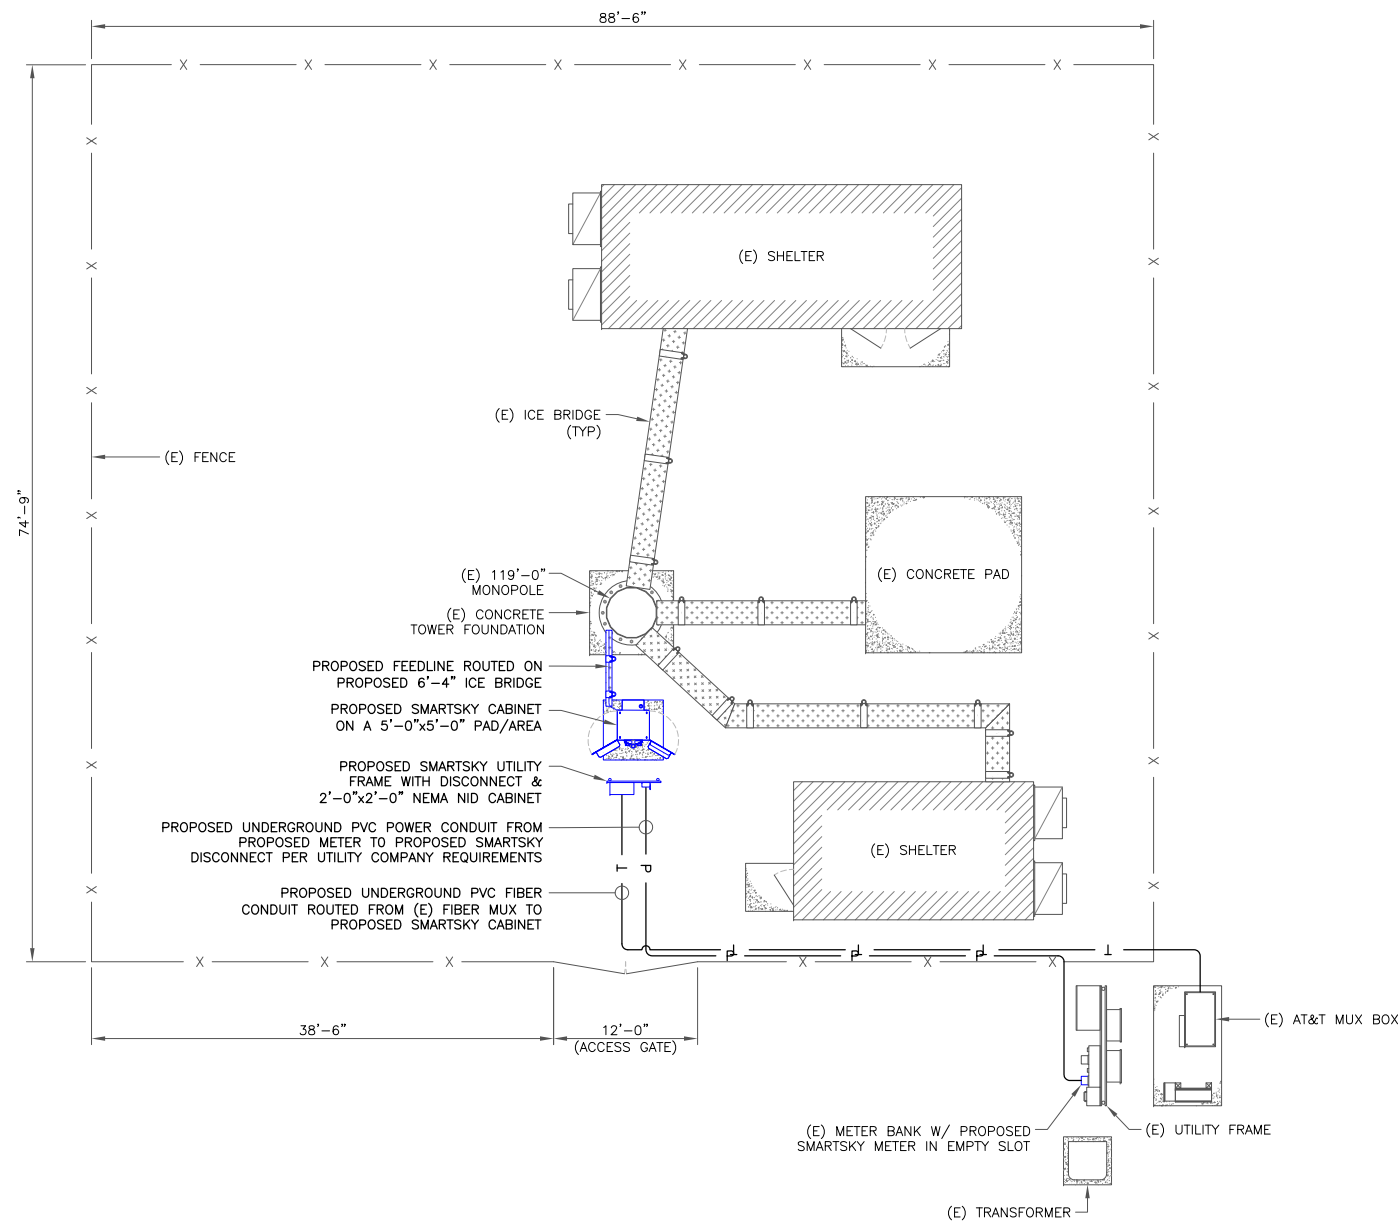 88'-6"
X X X X X X X X
X X X X X X X
X X X X X X X
74'-9"
(E) SHELTER
(E) ICE BRIDGE
(TYP)
(E) FENCE
(E) 119'-0"
MONOPOLE
(E) CONCRETE
TOWER FOUNDATION
(E) CONCRETE PAD
PROPOSED FEEDLINE ROUTED ON
PROPOSED 6'-4" ICE BRIDGE
PROPOSED SMARTSKY CABINET
ON A 5'-0"x5'-0" PAD/AREA
PROPOSED SMARTSKY UTILITY
FRAME WITH DISCONNECT &
2'-0"x2'-0" NEMA NID CABINET
PROPOSED UNDERGROUND PVC POWER CONDUIT FROM
PROPOSED METER TO PROPOSED SMARTSKY
DISCONNECT PER UTILITY COMPANY REQUIREMENTS
(E) SHELTER
T P
PROPOSED UNDERGROUND PVC FIBER
CONDUIT ROUTED FROM (E) FIBER MUX TO
PROPOSED SMARTSKY CABINET
T T T T
P P P
X X X X X X
38'-6"
12'-0"
(ACCESS GATE)
(E) AT&T MUX BOX
(E) METER BANK W/ PROPOSED
SMARTSKY METER IN EMPTY SLOT
(E) UTILITY FRAME
(E) TRANSFORMER